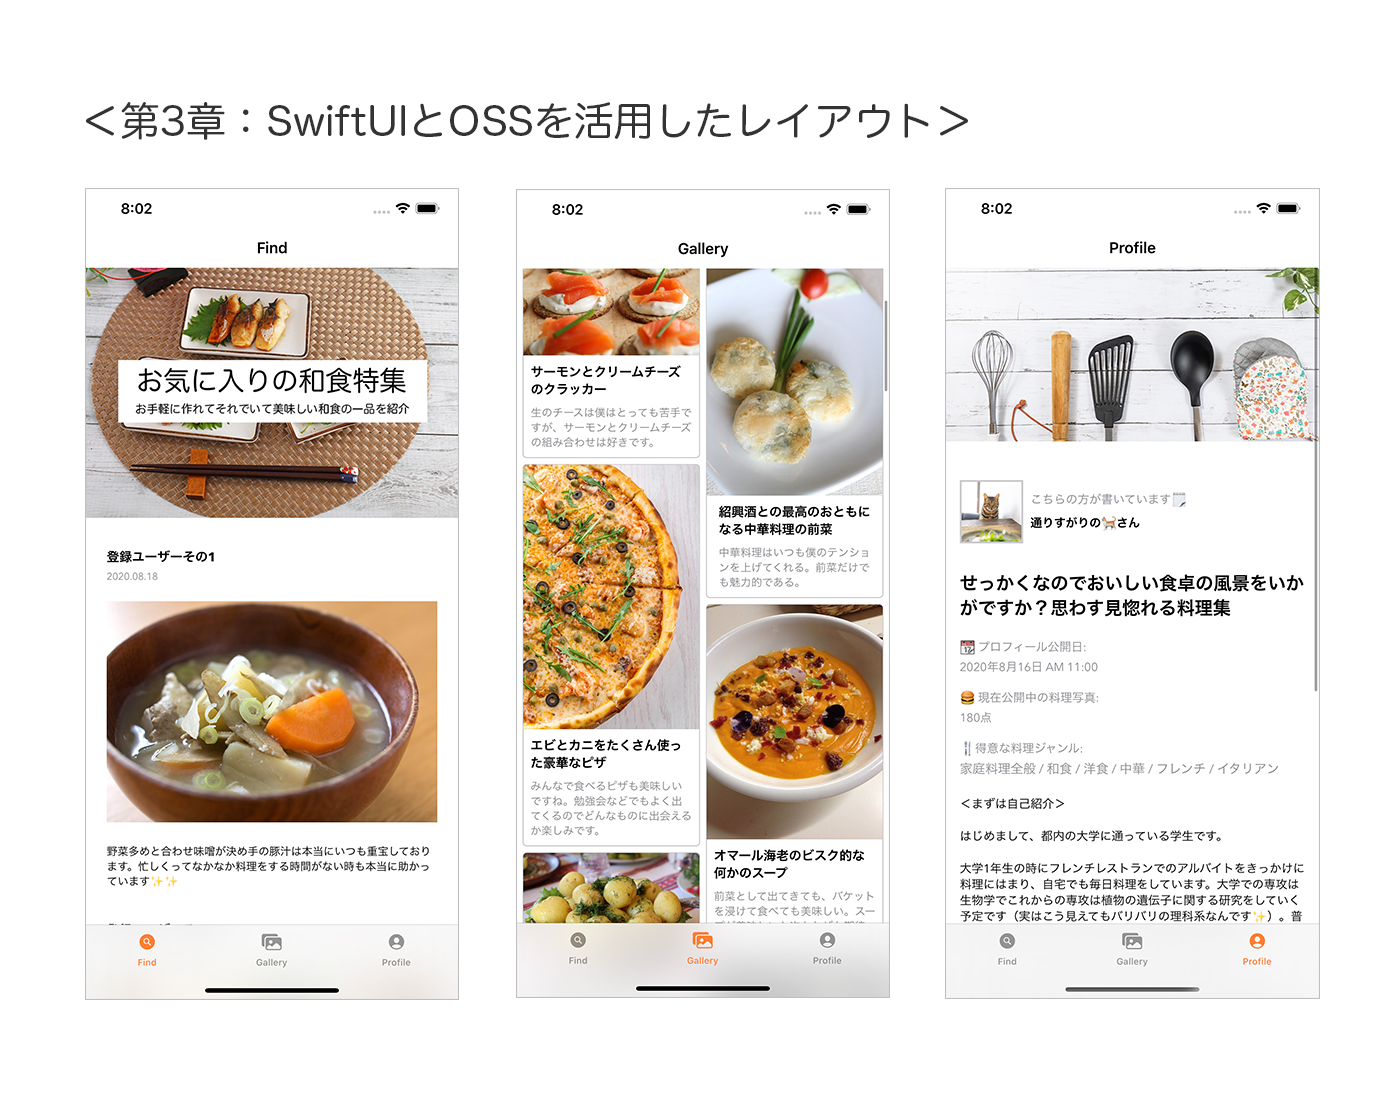 ＜第3章：SwiftUIとOSSを活用したレイアウト＞
8:02
Find
お気に入りの和食特集
お手軽に作れてそれでいて美味しい和食の一品を紹介
登録ユーザーその1
2020.08.18
野菜多めと合わせ味噌が決め手の豚汁は本当にいつも重宝しており
ます。忙しくってなかなか料理をする時間がない時も本当に助かっ
ています✨✨
Find
Gallery
Profile
8:02
Gallery
サーモンとクリームチーズ
のクラッカー
生のチースは僕はとっても苦手で
すが、サーモンとクリームチーズ
の組み合わせは好きです。
エビとカニをたくさん使っ
た豪華なピザ
みんなで食べるピザも美味しい
ですね。勉強会などでもよく出
てくるのでどんなものに出会える
か楽しみです。
紹興酒との最高のおともに
なる中華料理の前菜
中華料理はいつも僕のテンショ
ンを上げてくれる。前菜だけで
も魅力的である。
オマール海老のビスク的な
何かのスープ
前菜として出てきても、バケット
を浸けて食べても美味しい。スー
Find
Gallery
Profile
8:02
Profile
こちらの方が書いています🗒️
通りすがりの🐈さん
せっかくなのでおいしい食卓の風景をいか
がですか？思わす見惚れる料理集
📆 プロフィール公開日:
2020年8月16日 AM 11:00
🍔 現在公開中の料理写真:
180点
🍴得意な料理ジャンル:
家庭料理全般 / 和食 / 洋食 / 中華 / フレンチ / イタリアン
＜まずは自己紹介＞
はじめまして、都内の大学に通っている学生です。
大学1年生の時にフレンチレストランでのアルバイトをきっかけに
料理にはまり、自宅でも毎日料理をしています。大学での専攻は
生物学でこれからの専攻は植物の遺伝子に関する研究をしていく
予定です（実はこう見えてもバリバリの理科系なんです✨）。普
Find
Gallery
Profile